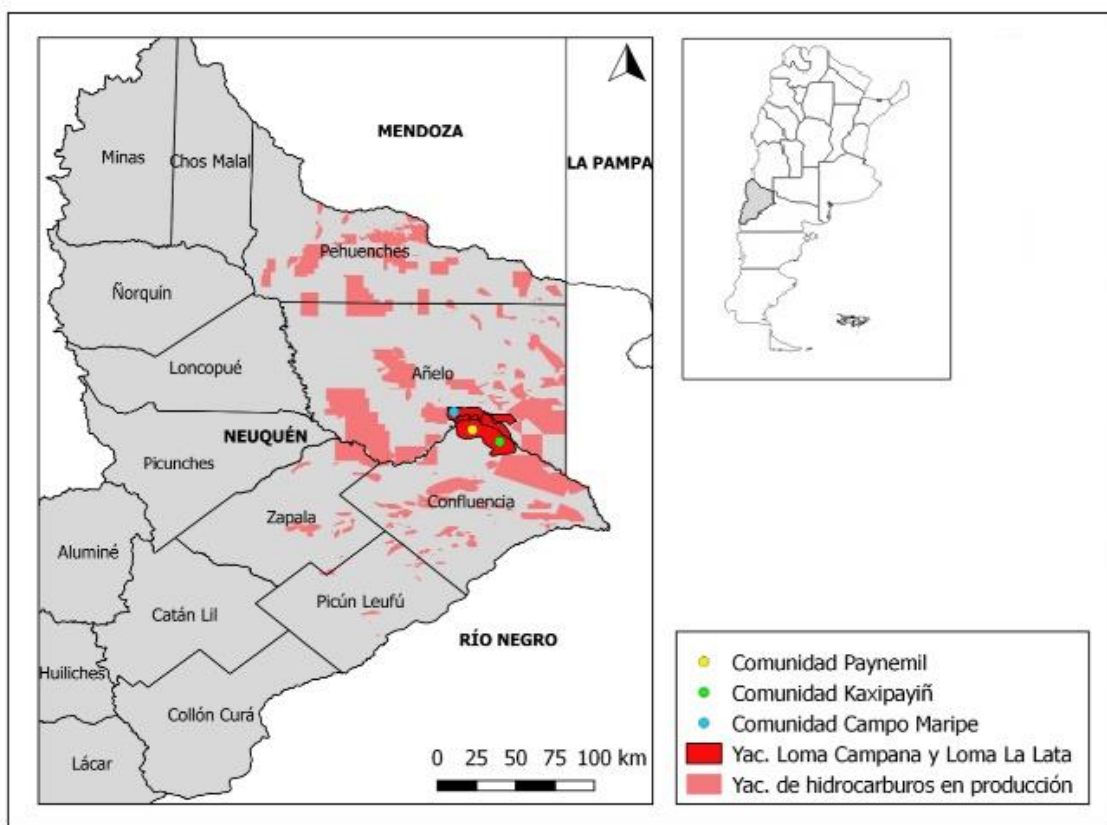 MENDOZA
LA PAMPA
Minas
Chos Malal
Pehuenches
Ñorquín
Loncopué
Añelo
NEUQUÉN
Picunches
Confluencia
Zapala
Aluminé
Picún Leufú
Catán Lil
RÍO NEGRO
Huiliches
Collón Curá
Lácar
0 25 50 75 100 km
Comunidad Paynemil
Comunidad Kaxipayiñ
Comunidad Campo Maripe
Yac. Loma Campana y Loma La Lata
Yac. de hidrocarburos en producción